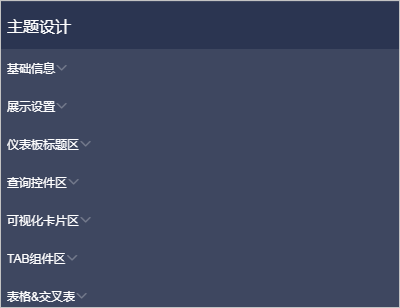 主题设计
基础信息
展示设置
仪表板标题区
查询控件区
可视化卡片区
TAB组件区
表格&交叉表